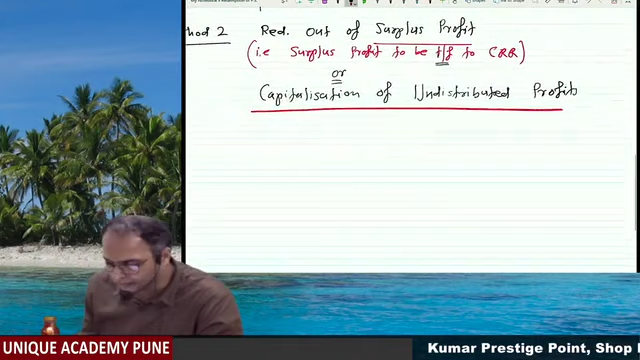 hod 2 Red. Out of Surplus Profit
(i.e Surplus Profit to be t/f to CRR)
or
Capitalisation of Undistributed Profits
UNIQUE ACADEMY PUNE
Kumar Prestige Point, Shop